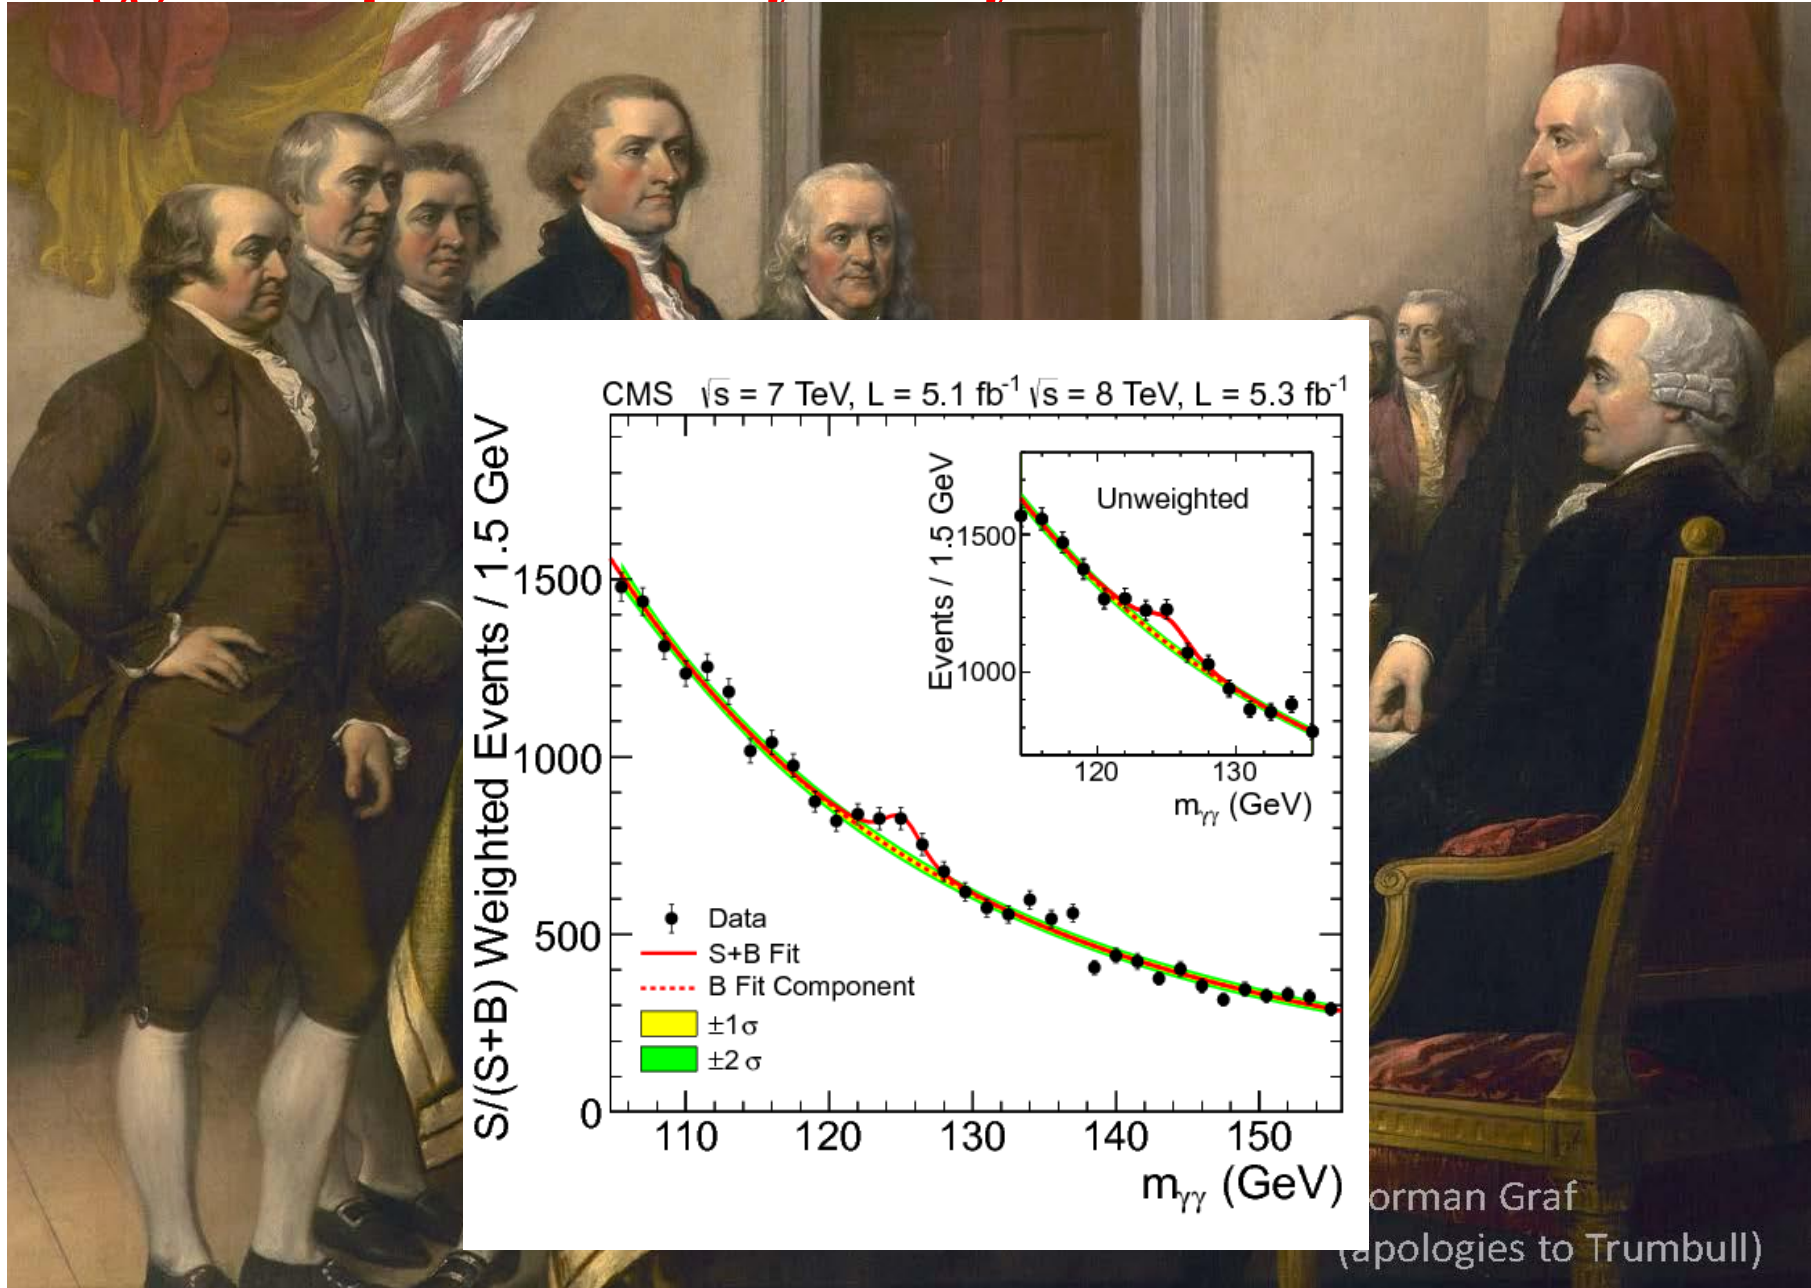 CMS √s = 7 TeV, L = 5.1 fb⁻¹ √s = 8 TeV, L = 5.3 fb⁻¹
S/(S+B) Weighted Events / 1.5 GeV
1500
1000
500
0
110 120 130 140 150
mγγ (GeV)
Data
S+B Fit
B Fit Component
±1 σ
±2 σ
Unweighted
Events / 1.5 GeV
1500
1000
120 130
mγγ (GeV)
orman Graf
(apologies to Trumbull)